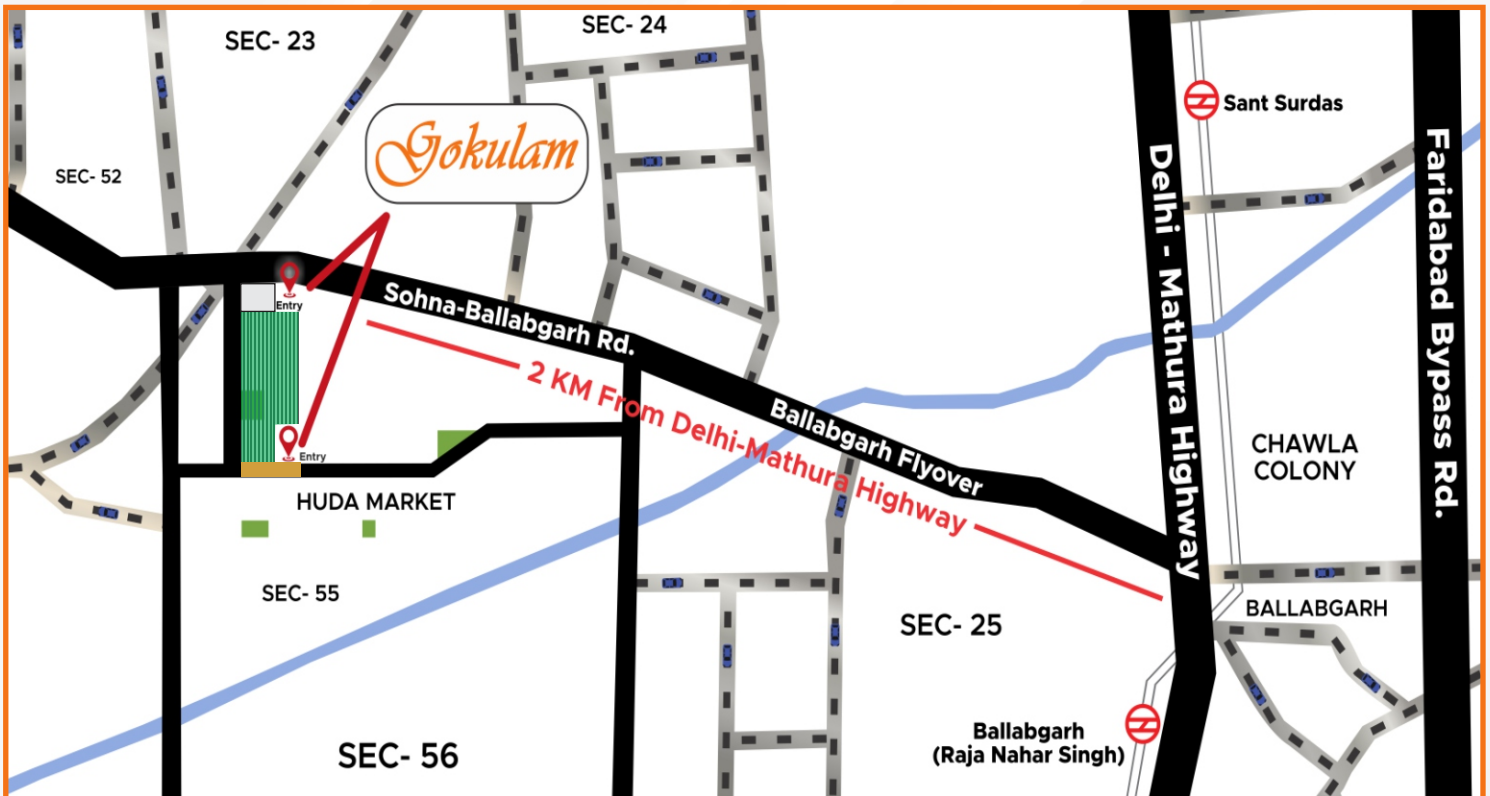 SEC- 23
SEC- 24
Sant Surdas
SEC- 52
Gokulam
Delhi - Mathura Highway
Faridabad Bypass Rd.
Entry
Sohna-Ballabgarh Rd.
2 KM From Delhi-Mathura Highway
Ballabgarh Flyover
Entry
CHAWLA
COLONY
HUDA MARKET
SEC- 55
BALLABGARH
SEC- 25
SEC- 56
Ballabgarh
(Raja Nahar Singh)